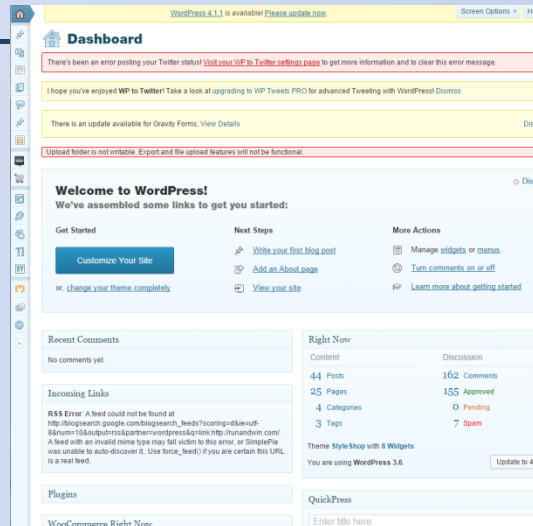 WordPress 4.1.1 is available! Please update now.
Screen Options
Dashboard
There's been an error posting your Twitter status! Visit your WP to Twitter settings page to get more information and to clear this error message.
I hope you've enjoyed WP to Twitter! Take a look at upgrading to WP Tweets PRO for advanced Tweeting with WordPress! Dismiss
There is an update available for Gravity Forms. View Details
Upload folder is not writable. Export and file upload features will not be functional.
Welcome to WordPress!
We've assembled some links to get you started:
Get Started
Customize Your Site
or, change your theme completely
Next Steps
Write your first blog post
Add an About page
View your site
More Actions
Manage widgets or menus
Turn comments on or off
Learn more about getting started
Recent Comments
No comments yet.
Incoming Links
RSS Error: A feed could not be found at
http://blogsearch.google.com/blogsearch_feeds?scoring=d&ie=utf-
8&num=10&output=rss&partner=wordpress&q=link:http://runandwin.com/.
A feed with an invalid mime type may fall victim to this error, or SimplePie
was unable to auto-discover it. Use force_feed() if you are certain this URL
is a real feed.
Plugins
WooCommerce Right Now
Right Now
Content
44 Posts
25 Pages
4 Categories
3 Tags
Discussion
162 Comments
155 Approved
0 Pending
7 Spam
Theme StyleShop with 8 Widgets
You are using WordPress 3.6.
Update to 4
QuickPress
Enter title here